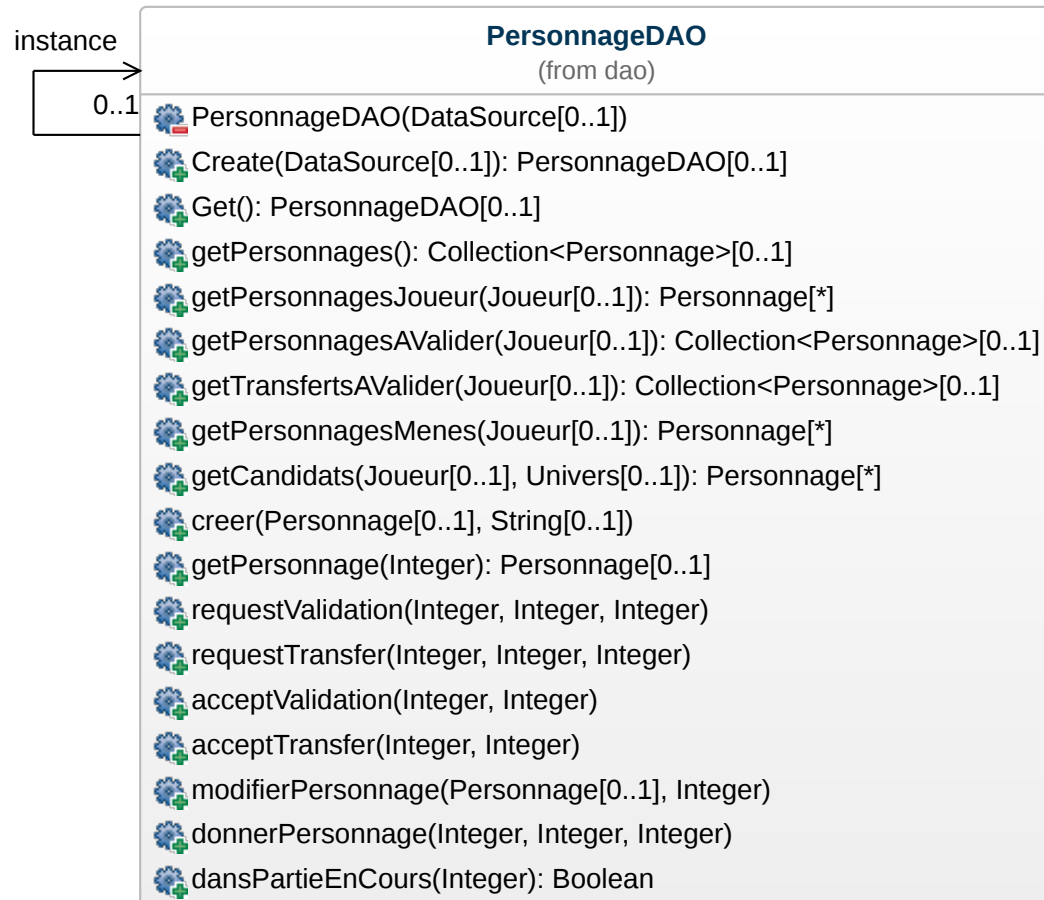 instance
0..1
PersonnageDAO
(from dao)
PersonnageDAO(DataSource[0..1])
Create(DataSource[0..1]): PersonnageDAO[0..1]
Get(): PersonnageDAO[0..1]
getPersonnages(): Collection<Personnage>[0..1]
getPersonnagesJoueur(Joueur[0..1]): Personnage[*]
getPersonnagesAValider(Joueur[0..1]): Collection<Personnage>[0..1]
getTransfertsAValider(Joueur[0..1]): Collection<Personnage>[0..1]
getPersonnagesMenes(Joueur[0..1]): Personnage[*]
getCandidats(Joueur[0..1], Univers[0..1]): Personnage[*]
creer(Personnage[0..1], String[0..1])
getPersonnage(Integer): Personnage[0..1]
requestValidation(Integer, Integer, Integer)
requestTransfer(Integer, Integer, Integer)
acceptValidation(Integer, Integer)
acceptTransfer(Integer, Integer)
modifierPersonnage(Personnage[0..1], Integer)
donnerPersonnage(Integer, Integer, Integer)
dansPartieEnCours(Integer): Boolean